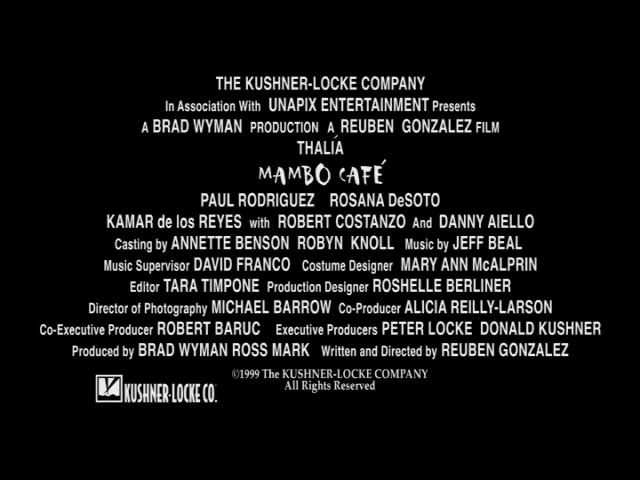 THE KUSHNER-LOCKE COMPANY
In Association With UNAPIX ENTERTAINMENT Presents
A BRAD WYMAN PRODUCTION A REUBEN GONZALEZ FILM
THALÍA
MAMBO CAFÉ
PAUL RODRIGUEZ ROSANA DeSOTO
KAMAR de los REYES with ROBERT COSTANZO And DANNY AIELLO
Casting by ANNETTE BENSON ROBYN KNOLL Music by JEFF BEAL
Music Supervisor DAVID FRANCO Costume Designer MARY ANN McALPRIN
Editor TARA TIMPONE Production Designer ROSHELLE BERLINER
Director of Photography MICHAEL BARROW Co-Producer ALICIA REILLY-LARSON
Co-Executive Producer ROBERT BARUC Executive Producers PETER LOCKE DONALD KUSHNER
Produced by BRAD WYMAN ROSS MARK Written and Directed by REUBEN GONZALEZ
©1999 The KUSHNER-LOCKE COMPANY
All Rights Reserved
KUSHNER-LOCKE CO.